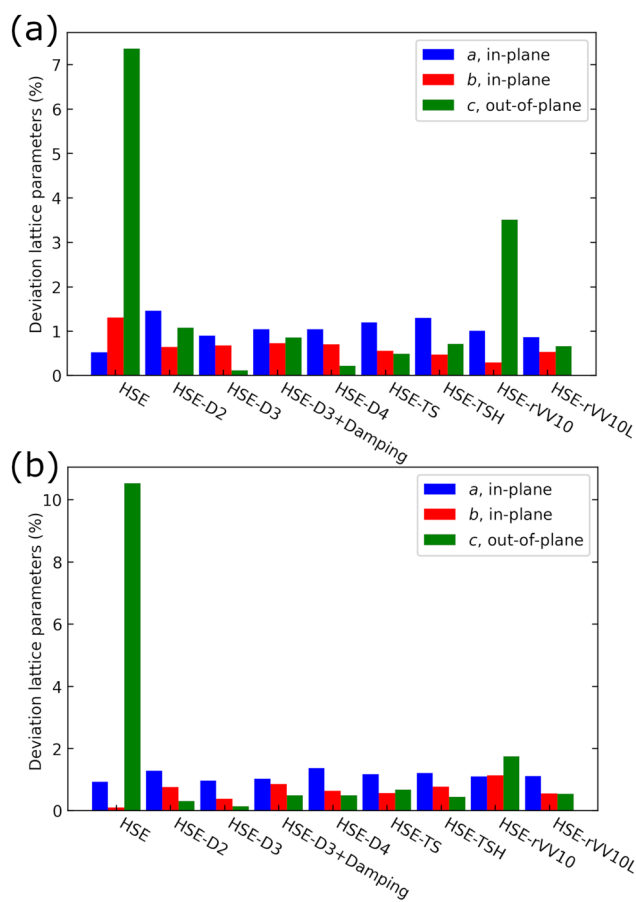 (a)
Deviation lattice parameters (%)
7
6
5
4
3
2
1
0
a, in-plane
b, in-plane
c, out-of-plane
HSE
HSE-D2
HSE-D3
HSE-D3+Damping
HSE-D4
HSE-TS
HSE-TSH
HSE-rVV10
HSE-rVV10L
(b)
Deviation lattice parameters (%)
10
8
6
4
2
0
a, in-plane
b, in-plane
c, out-of-plane
HSE
HSE-D2
HSE-D3
HSE-D3+Damping
HSE-D4
HSE-TS
HSE-TSH
HSE-rVV10
HSE-rVV10L